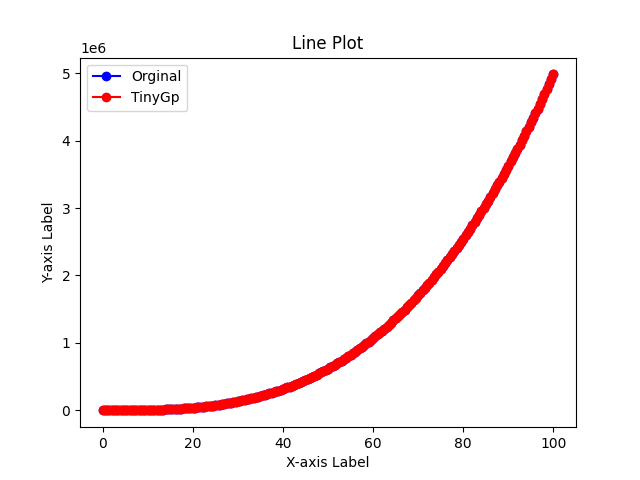 Line Plot
1e6
Orginal
TinyGp
5
4
3
2
1
0
Y-axis Label
0 20 40 60 80 100
X-axis Label